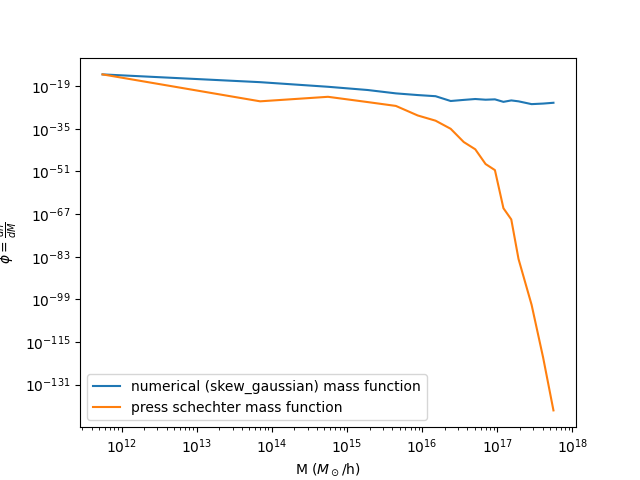 10^−19
10^−35
10^−51
10^−67
10^−83
10^−99
10^−115
10^−131
ϕ = dn/dM
numerical (skew_gaussian) mass function
press schechter mass function
10^12 10^13 10^14 10^15 10^16 10^17 10^18
M (M_⊙/h)